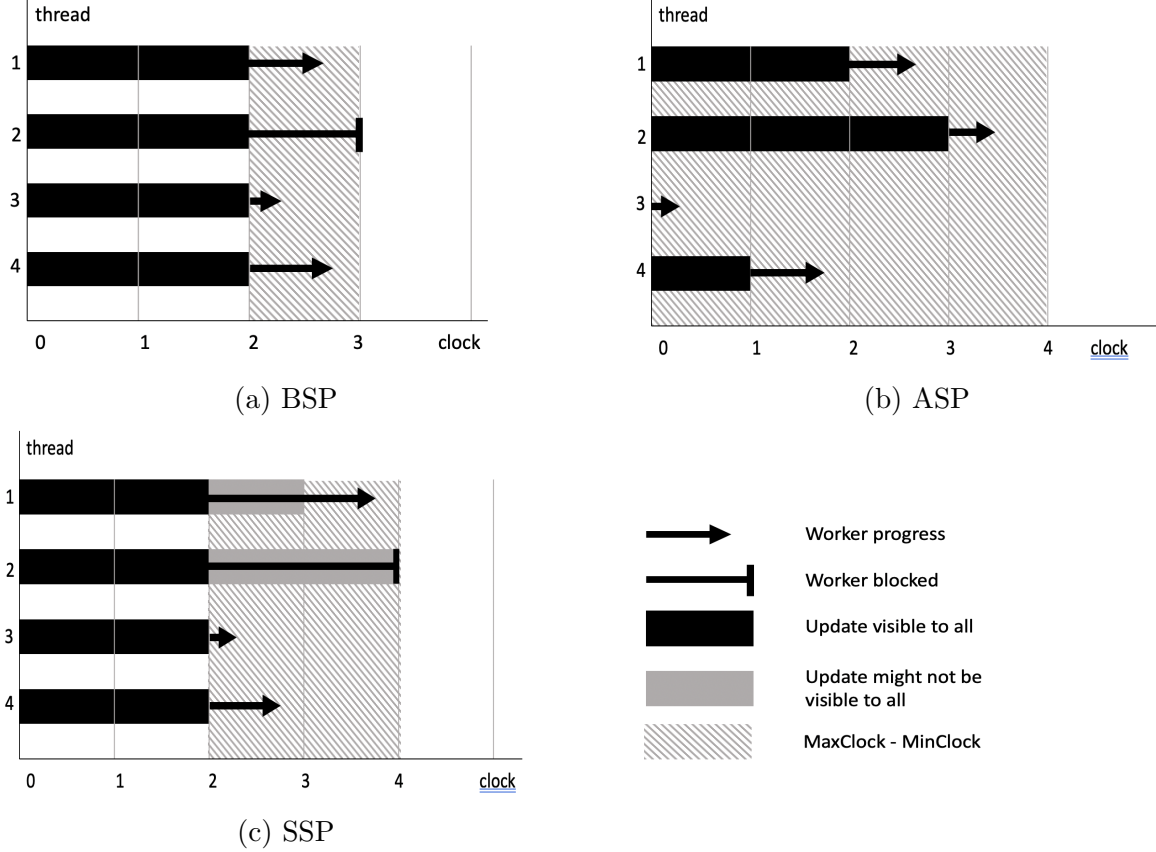 thread
1
2
3
4
0 1 2 3 clock
(a) BSP
thread
1
2
3
4
0 1 2 3 4 clock
(b) ASP
thread
1
2
3
4
0 1 2 3 4 clock
(c) SSP
Worker progress
Worker blocked
Update visible to all
Update might not be
visible to all
MaxClock - MinClock